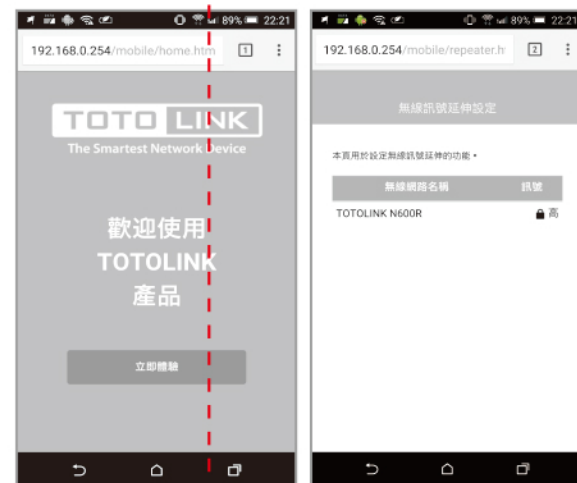 89% 22:21
192.168.0.254/mobile/home.htm 1
TOTO LINK
The Smartest Network Device
歡迎使用
TOTOLINK
產品
立即體驗
89% 22:21
192.168.0.254/mobile/repeater.ht 2
無線訊號延伸設定
本頁用於設定無線訊號延伸的功能。
無線網路名稱 訊號
TOTOLINK N600R 高